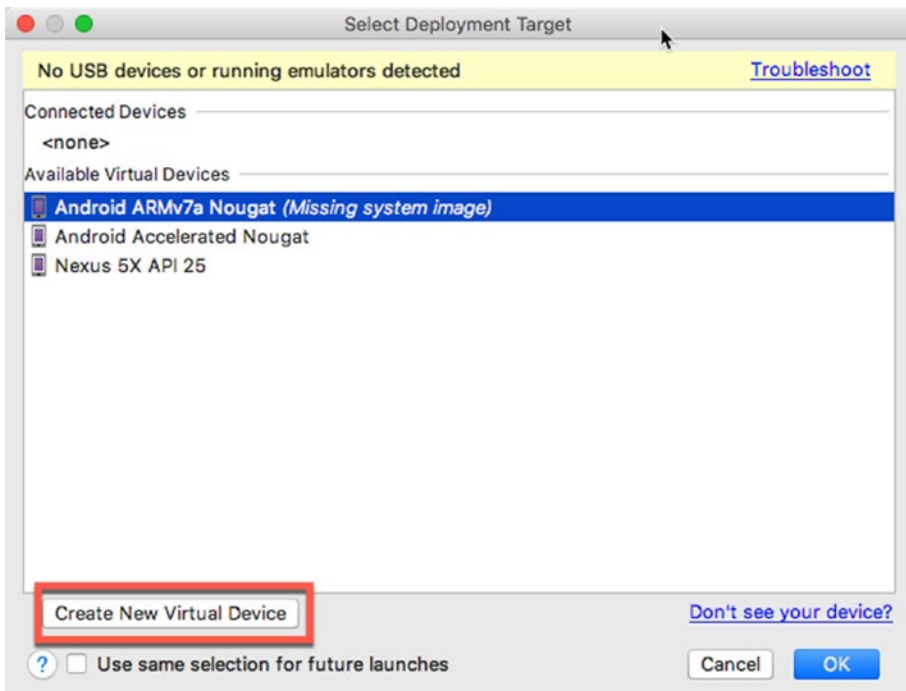 Select Deployment Target
No USB devices or running emulators detected Troubleshoot
Connected Devices
<none>
Available Virtual Devices
Android ARMv7a Nougat (Missing system image)
Android Accelerated Nougat
Nexus 5X API 25
Create New Virtual Device Don't see your device?
? Use same selection for future launches Cancel OK